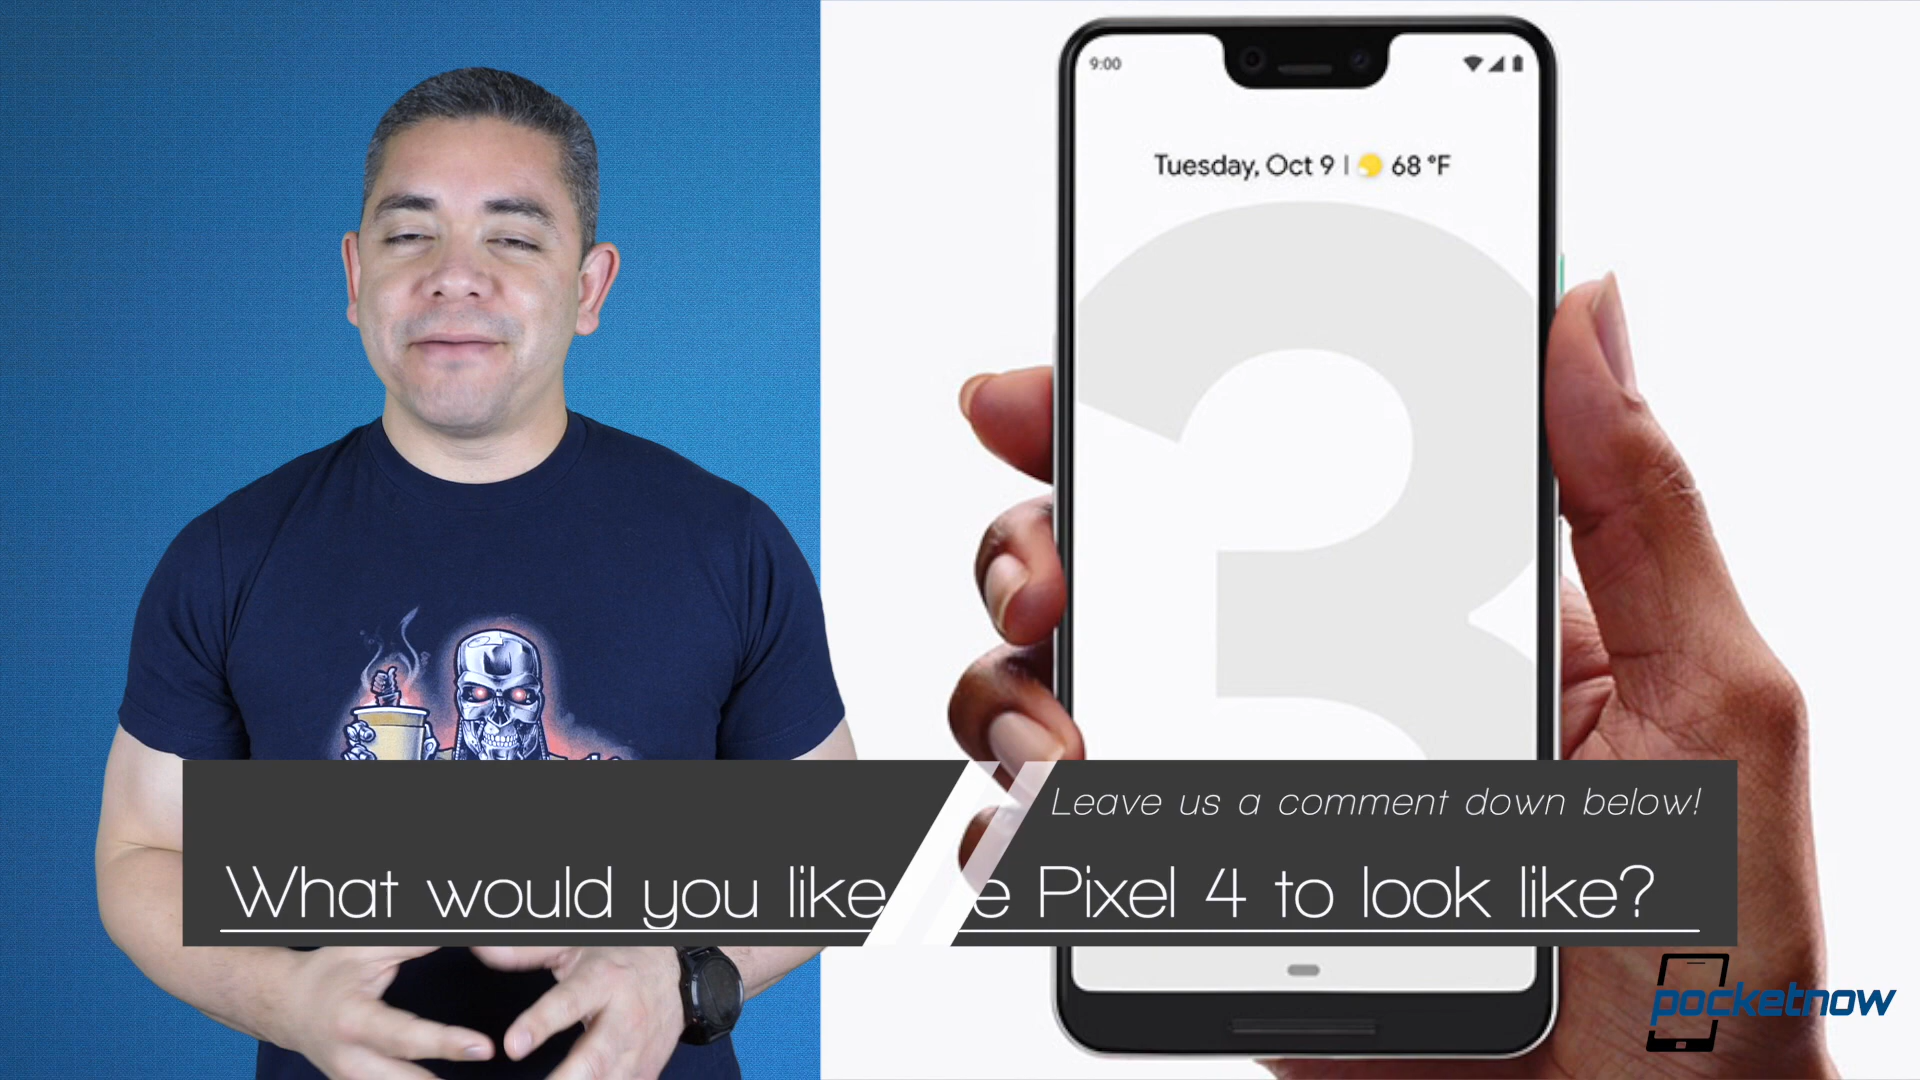 9:00
Tuesday, Oct 9 | 68 °F
3
Leave us a comment down below!
What would you like e Pixel 4 to look like?
pocketnow